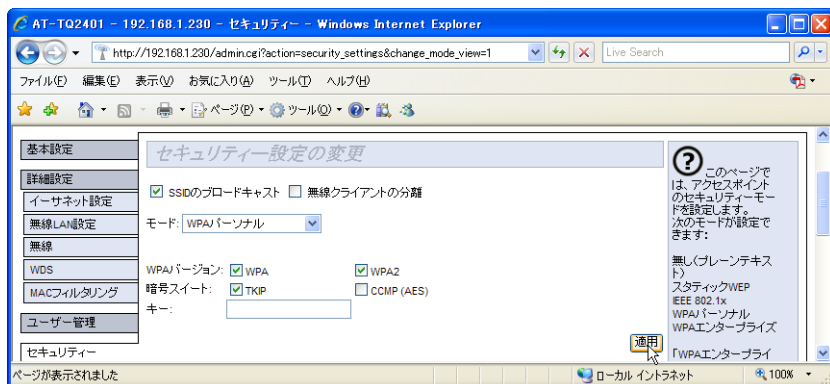 AT-TQ2401 - 192.168.1.230 - セキュリティー - Windows Internet Explorer
http://192.168.1.230/admin.cgi?action=security_settings&change_mode_view=1
Live Search
ファイル(F) 編集(E) 表示(V) お気に入り(A) ツール(T) ヘルプ(H)
ページ(P) ツール(O)
基本設定
詳細設定
イーサネット設定
無線LAN設定
無線
WDS
MACフィルタリング
ユーザー管理
セキュリティー
セキュリティー設定の変更
SSIDのブロードキャスト 無線クライアントの分離
モード: WPAパーソナル
WPAバージョン: WPA WPA2
暗号スイート: TKIP CCMP (AES)
キー:
適用
このページで
は、アクセスポイント
のセキュリティーモー
ドを設定します。
次のモードが設定で
きます:
無し(プレーンテキス
ト)
スタティックWEP
IEEE 802.1x
WPAパーソナル
WPAエンタープライズ
「WPAエンタープライ
ページが表示されました
ローカル イントラネット
100%